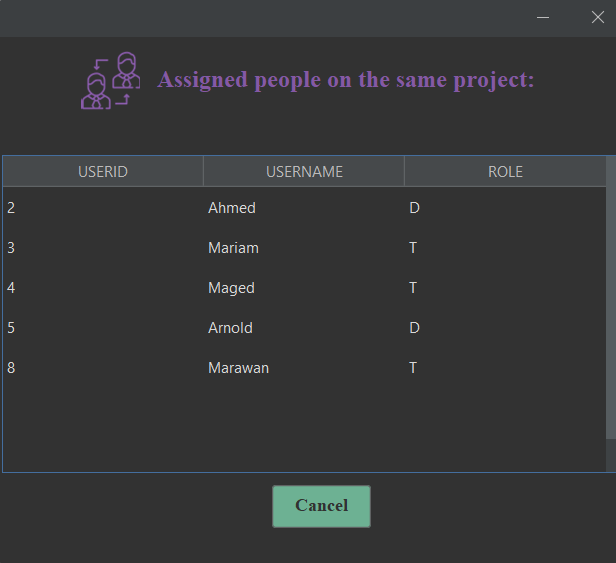 Assigned people on the same project:
USERID USERNAME ROLE
2 Ahmed D
3 Mariam T
4 Maged T
5 Arnold D
8 Marawan T
Cancel